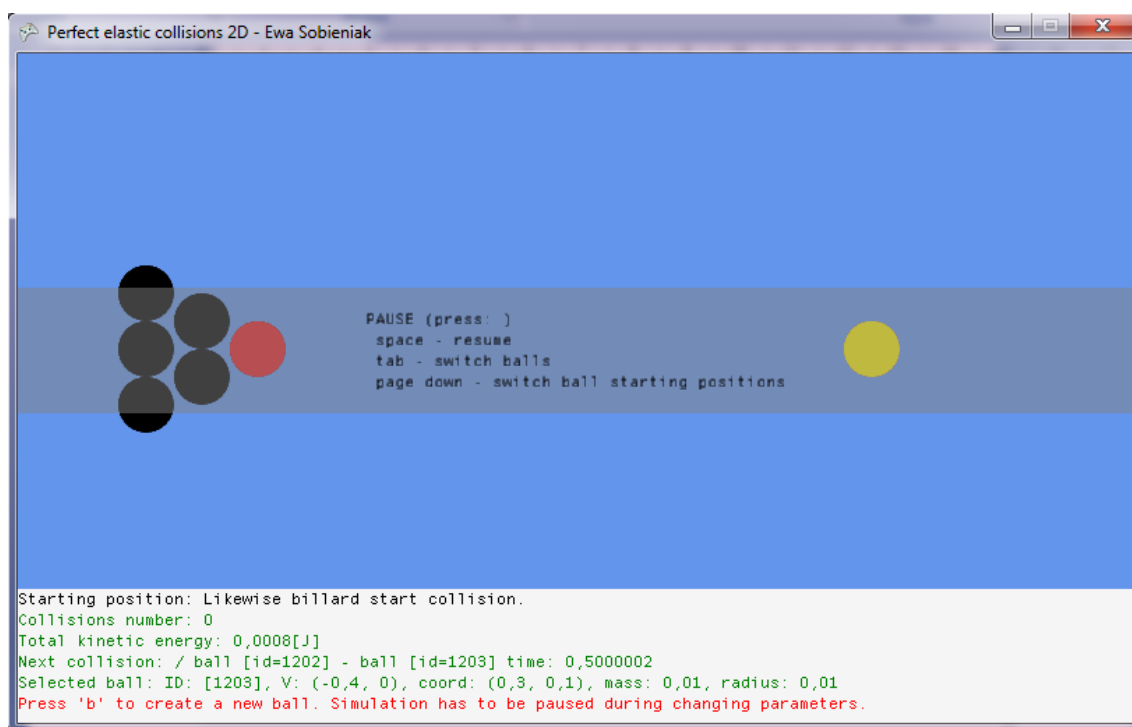 Perfect elastic collisions 2D - Ewa Sobieniak
PAUSE (press: )
space - resume
tab - switch balls
page down - switch ball starting positions
Starting position: Likewise billard start collision.
Collisions number: 0
Total kinetic energy: 0,0008[J]
Next collision: / ball [id=1202] - ball [id=1203] time: 0,5000002
Selected ball: ID: [1203], V: (-0,4, 0), coord: (0,3, 0,1), mass: 0,01, radius: 0,01
Press 'b' to create a new ball. Simulation has to be paused during changing parameters.